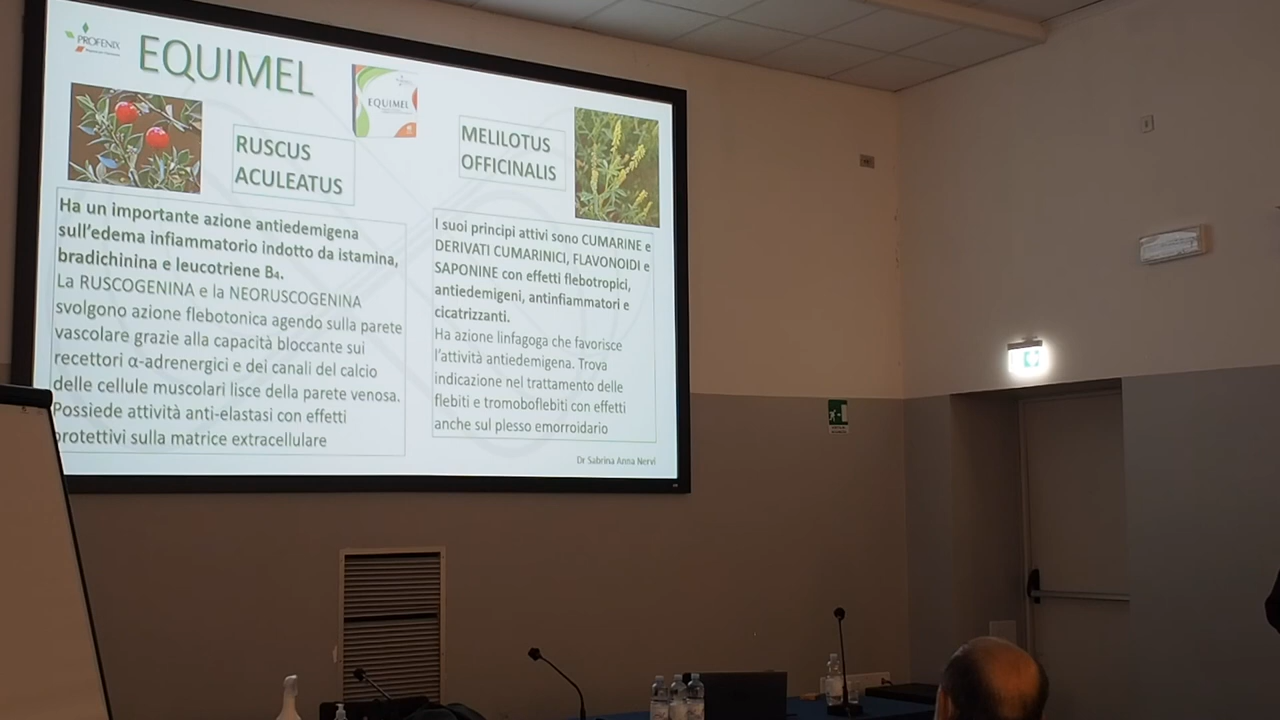 PROFENIX
EQUIMEL
EQUIMEL
RUSCUS
ACULEATUS
MELILOTUS
OFFICINALIS
Ha un importante azione antiedemigena
sull'edema infiammatorio indotto da istamina,
bradichinina e leucotriene B₄.
La RUSCOGENINA e la NEORUSCOGENINA
svolgono azione flebotonica agendo sulla parete
vascolare grazie alla capacità bloccante sui
recettori α-adrenergici e dei canali del calcio
delle cellule muscolari lisce della parete venosa.
Possiede attività anti-elastasi con effetti
protettivi sulla matrice extracellulare
I suoi principi attivi sono CUMARINE e
DERIVATI CUMARINICI, FLAVONOIDI e
SAPONINE con effetti flebotropici,
antiedemigeni, antinfiammatori e
cicatrizzanti.
Ha azione linfagoga che favorisce
l'attività antiedemigena. Trova
indicazione nel trattamento delle
flebiti e tromoboflebiti con effetti
anche sul plesso emorroidario
Dr Sabrina Anna Nervi